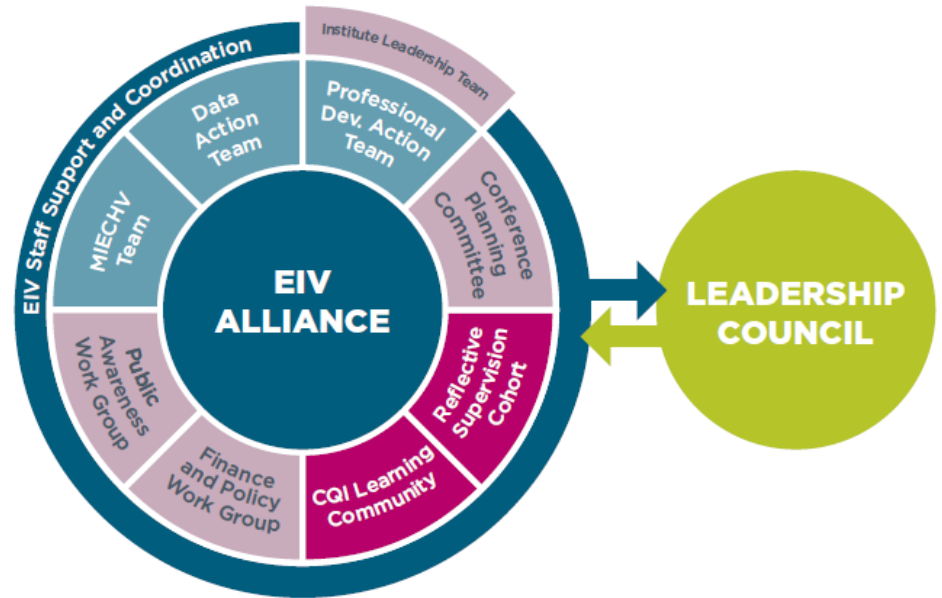 Institute Leadership Team
EIV Staff Support and Coordination
Data
Action
Team
Professional
Dev. Action
Team
MIECHV
Team
Conference
Planning
Committee
EIV
ALLIANCE
LEADERSHIP
COUNCIL
Public
Awareness
Work Group
Reflective
Supervision
Cohort
Finance
and Policy
Work Group
CQI Learning
Community